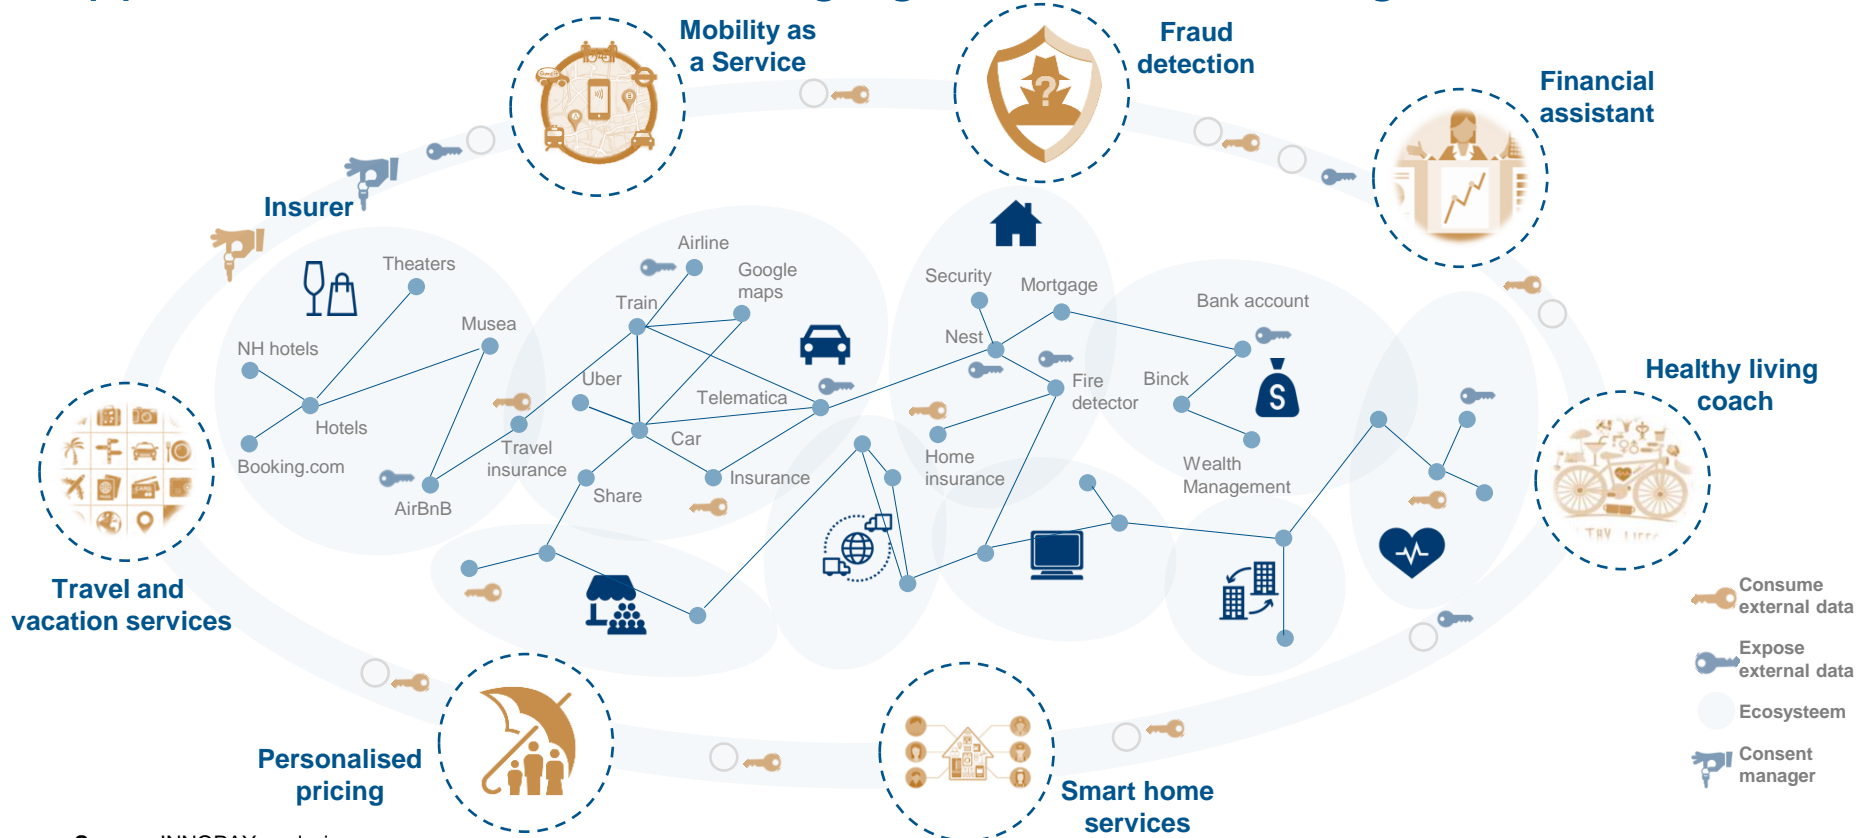 Mobility as
a Service
Fraud
detection
Financial
assistant
Insurer
Theaters
Musea
NH hotels
Hotels
Booking.com
AirBnB
Airline
Google
maps
Train
Uber
Telematica
Travel
insurance
Car
Insurance
Share
Security
Mortgage
Nest
Fire
detector
Home
insurance
Bank account
Binck
Wealth
Management
Healthy living
coach
Travel and
vacation services
Personalised
pricing
Smart home
services
Consume
external data
Expose
external data
Ecosysteem
Consent
manager